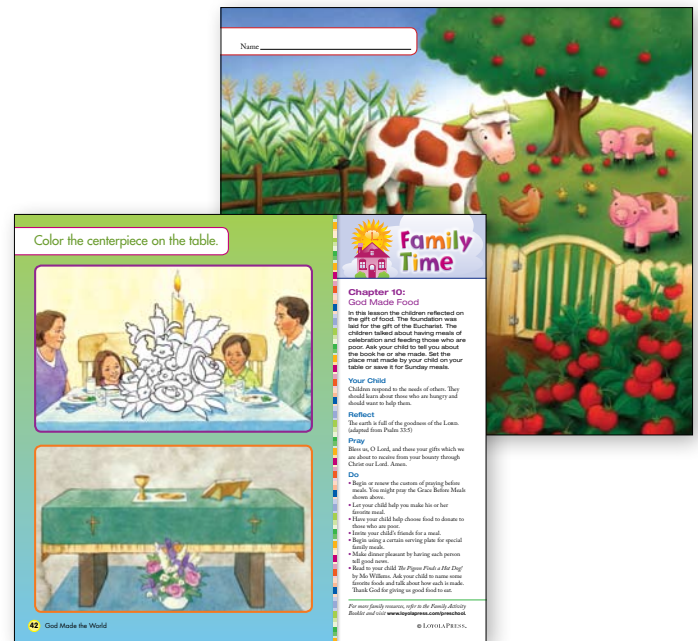 Name
Color the centerpiece on the table.
Family
Time
Chapter 10:
God Made Food
In this lesson the children reflected on
the gift of food. The foundation was
laid for the gift of the Eucharist. The
children talked about having meals of
celebration and feeding those who are
poor. Ask your child to tell you about
the book he or she made. Set the
place mat made by your child on your
table or save it for Sunday meals.
Your Child
Children respond to the needs of others. They
should learn about those who are hungry and
should want to help them.
Reflect
The earth is full of the goodness of the LORD.
(adapted from Psalm 33:5)
Pray
Bless us, O Lord, and these your gifts which we
are about to receive from your bounty through
Christ our Lord. Amen.
Do
• Begin or renew the custom of praying before
meals. You might pray the Grace Before Meals
shown above.
• Let your child help you make his or her
favorite meal.
• Have your child help choose food to donate to
those who are poor.
• Invite your child's friends for a meal.
• Begin using a certain serving plate for special
family meals.
• Make dinner pleasant by having each person
tell good news.
• Read to your child The Pigeon Finds a Hot Dog!
by Mo Willems. Ask your child to name some
favorite foods and talk about how each is made.
Thank God for giving us good food to eat.
For more family resources, refer to the Family Activity
Booklet and visit www.loyolapress.com/preschool.
42 God Made the World
© LOYOLAPRESS.